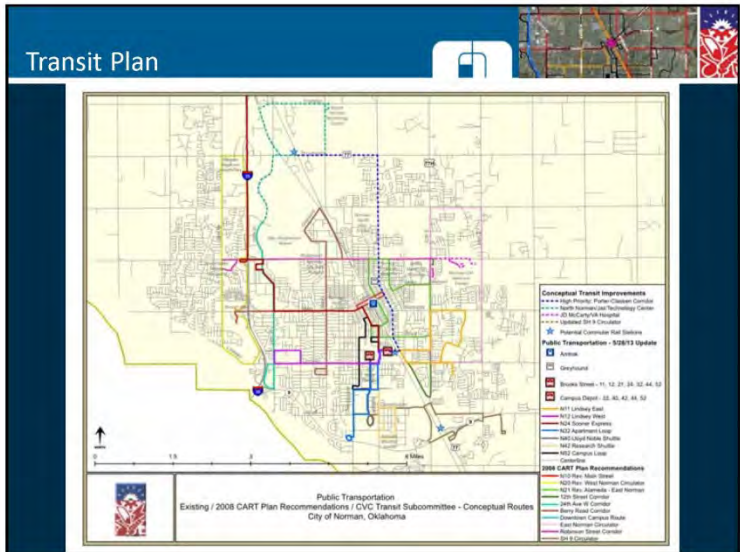 Transit Plan
77
35
35
9
77
Conceptual Transit Improvements
High Priority: Porter-Classen Corridor
North Norman/Jas Technology Center
JD McCarty/VA Hospital
Updated SH 9 Circulator
Potential Commuter Rail Stations
Public Transportation - 5/28/13 Update
Amtrak
Greyhound
Brooks Street - 11, 12, 21, 24, 32, 44, 52
Campus Depot - 32, 40, 42, 44, 52
N11 Lindsey East
N12 Lindsey West
N24 Sooner Express
N32 Apartment Loop
N40 Lloyd Noble Shuttle
N42 Research Shuttle
N52 Campus Loop
Centerline
2008 CART Plan Recommendations
N10 Rev. Main Street
N20 Rev. West Norman Circulator
N21 Rev. Alameda - East Norman
12th Street Corridor
24th Ave W Corridor
Berry Road Corridor
Downtown Campus Route
East Norman Circulator
Robinson Street Corridor
SH 9 Circulator
0 1.5 3 6 Miles
Public Transportation
Existing / 2008 CART Plan Recommendations / CVC Transit Subcommittee - Conceptual Routes
City of Norman, Oklahoma